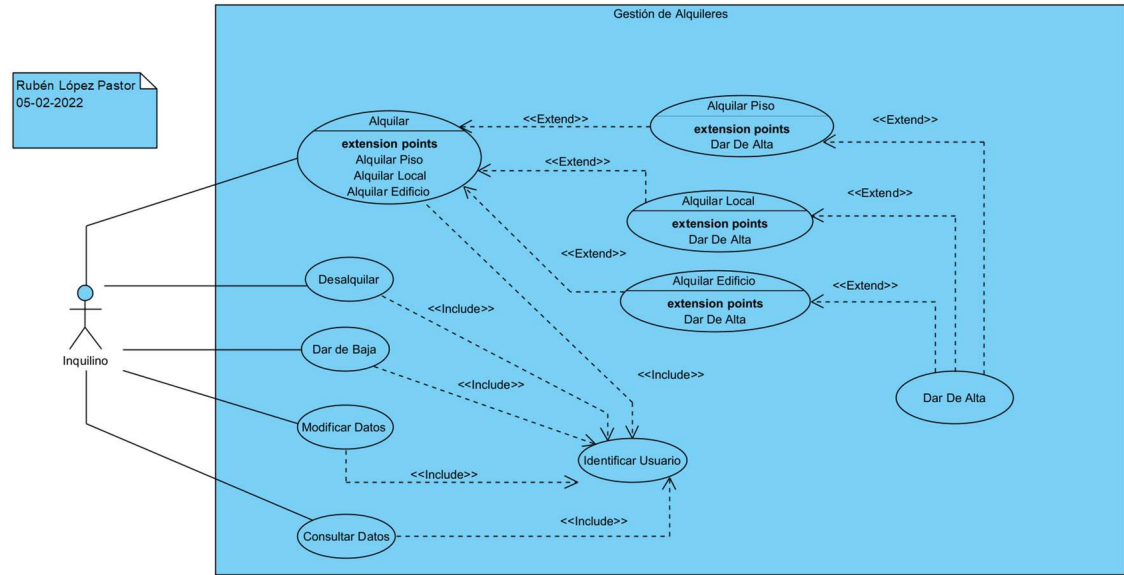 Gestión de Alquileres
Rubén López Pastor
05-02-2022
Alquilar
extension points
Alquilar Piso
Alquilar Local
Alquilar Edificio
<<Extend>>
Alquilar Piso
extension points
Dar De Alta
<<Extend>>
<<Extend>>
Alquilar Local
extension points
Dar De Alta
<<Extend>>
<<Extend>>
Alquilar Edificio
extension points
Dar De Alta
<<Extend>>
Desalquilar
<<Include>>
Inquilino
Dar de Baja
<<Include>>
<<Include>>
Dar De Alta
Modificar Datos
Identificar Usuario
<<Include>>
Consultar Datos
<<Include>>